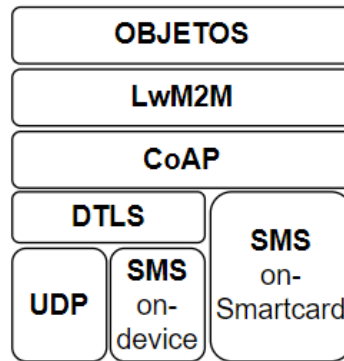 OBJETOS
LwM2M
CoAP
DTLS
UDP
SMS
on-
device
SMS
on-
Smartcard